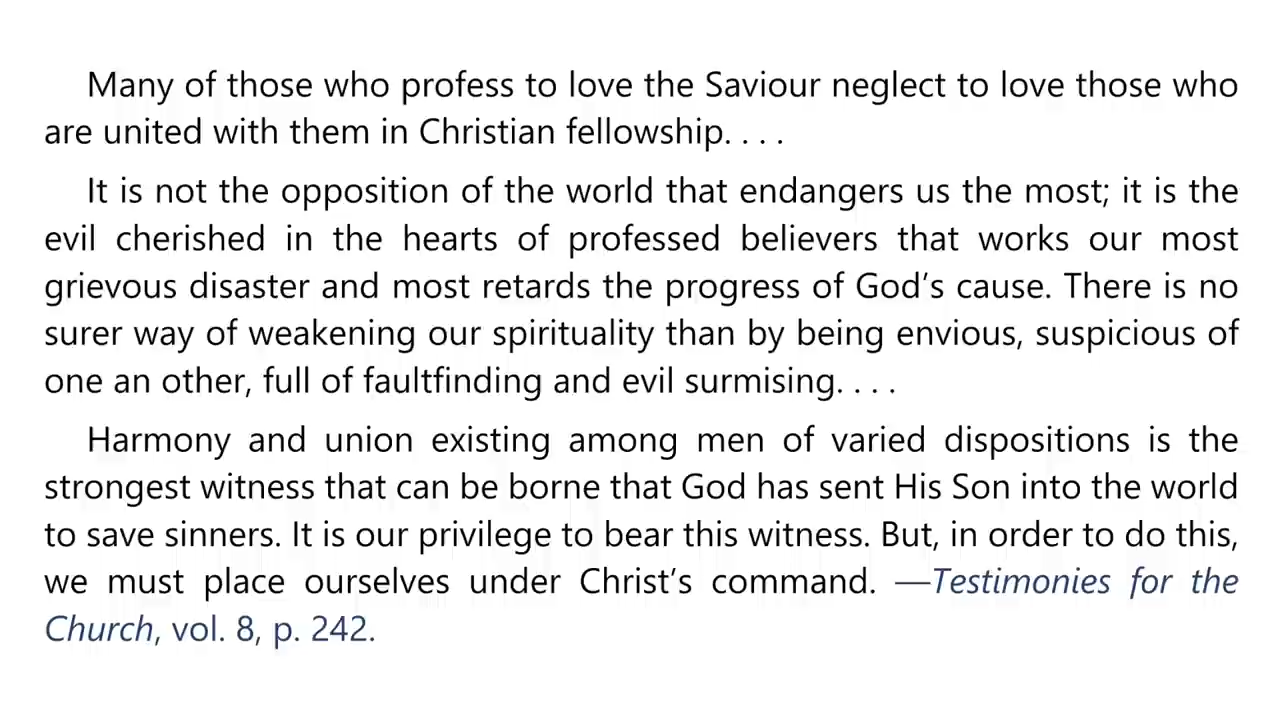 Many of those who profess to love the Saviour neglect to love those who
are united with them in Christian fellowship. . . .
It is not the opposition of the world that endangers us the most; it is the
evil cherished in the hearts of professed believers that works our most
grievous disaster and most retards the progress of God’s cause. There is no
surer way of weakening our spirituality than by being envious, suspicious of
one an other, full of faultfinding and evil surmising. . . .
Harmony and union existing among men of varied dispositions is the
strongest witness that can be borne that God has sent His Son into the world
to save sinners. It is our privilege to bear this witness. But, in order to do this,
we must place ourselves under Christ’s command. —Testimonies for the
Church, vol. 8, p. 242.